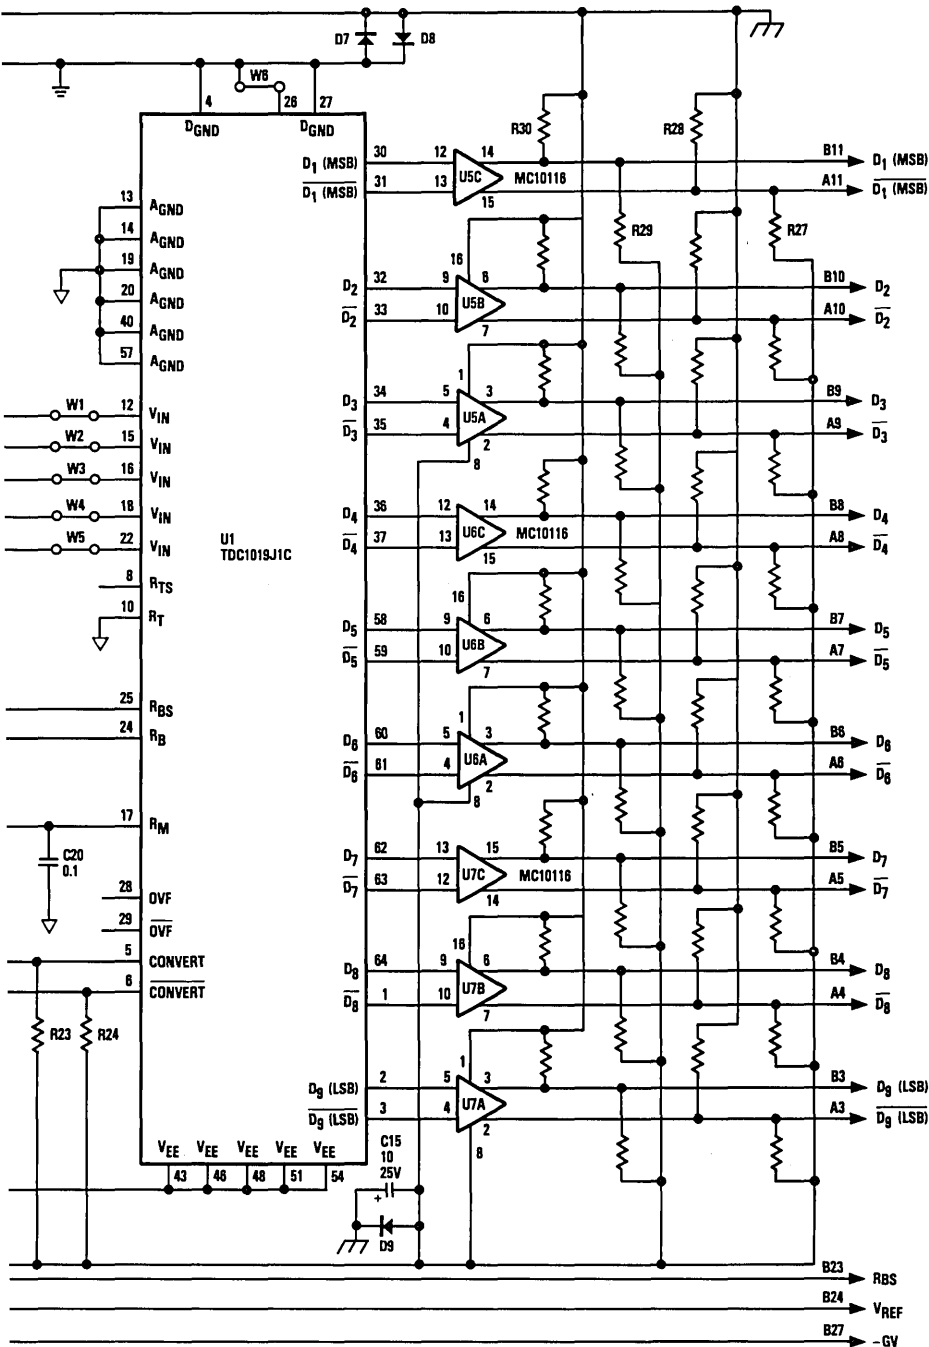 D7
D8
W6
4
26
27
DGND
DGND
R30
R28
30
12
14
B11
D1 (MSB)
U5C
MC10116
D1 (MSB)
31
13
15
A11
D1 (MSB)
D1 (MSB)
13
AGND
14
AGND
19
AGND
20
AGND
40
AGND
57
AGND
R29
R27
16
D2
32
9
6
B10
D2
U5B
D2
33
10
7
A10
D2
1
D3
34
5
3
B9
D3
U5A
D3
35
4
2
A9
D3
8
W1
12
VIN
W2
15
VIN
W3
16
VIN
W4
18
VIN
W5
22
VIN
8
RTS
10
RT
U1
TDC1019J1C
D4
36
12
14
B8
D4
U6C
MC10116
D4
37
13
15
A8
D4
16
D5
58
9
6
B7
D5
U6B
D5
59
10
7
A7
D5
25
RBS
24
RB
1
D6
60
5
3
B6
D6
U6A
D6
61
4
2
A6
D6
8
17
RM
C20
0.1
D7
62
13
15
B5
D7
U7C
MC10116
D7
63
12
14
A5
D7
28
OVF
29
OVF
5
CONVERT
6
CONVERT
16
D8
64
9
6
B4
D8
U7B
D8
1
10
7
A4
D8
R23
R24
1
D9 (LSB)
2
5
3
B3
D9 (LSB)
U7A
D9 (LSB)
3
4
2
A3
D9 (LSB)
8
VEE
VEE
VEE
VEE
VEE
43
46
48
51
54
C15
10
25V
+
D9
B23
RBS
B24
VREF
B27
-GV